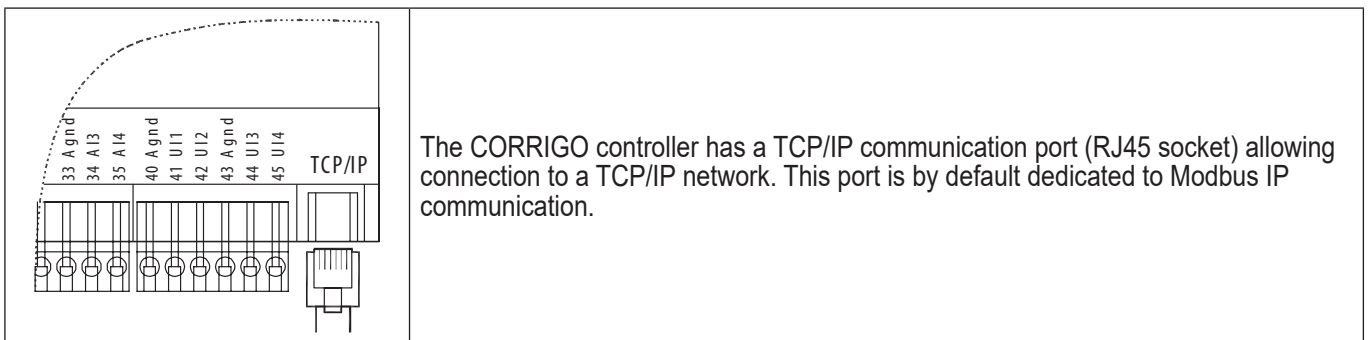 33 Agnd
34 AI3
35 AI4
40 Agnd
41 UI1
42 UI2
43 Agnd
44 UI3
45 UI4
TCP/IP
The CORRIGO controller has a TCP/IP communication port (RJ45 socket) allowing
connection to a TCP/IP network. This port is by default dedicated to Modbus IP
communication.